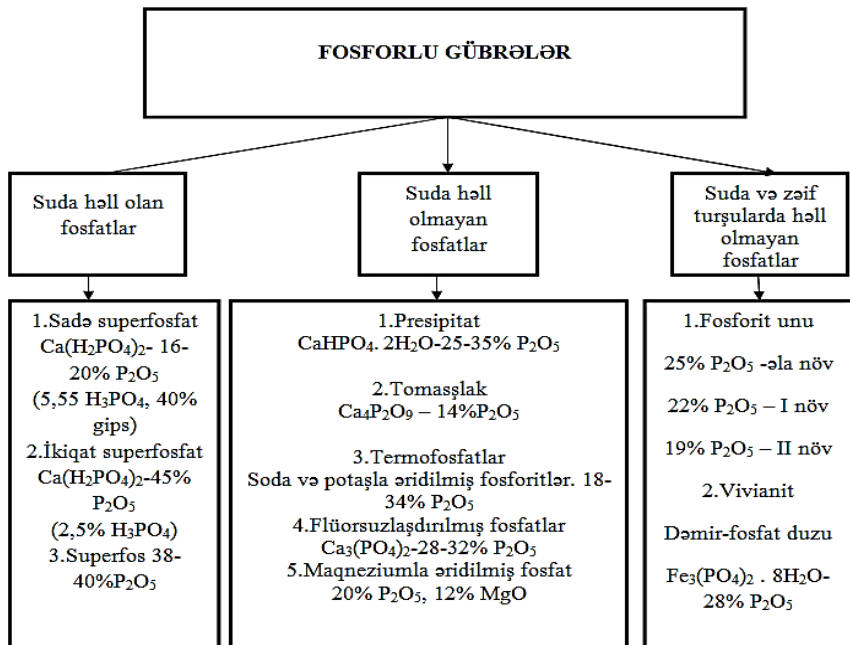 FOSFORLU GÜBRƏLƏR
Suda həll olan
fosfatlar
Suda həll
olmayan
fosfatlar
Suda və zəif
turşularda həll
olmayan
fosfatlar
1.Sadə superfosfat
Ca(H₂PO₄)₂- 16-
20% P₂O₅
(5,55 H₃PO₄, 40%
gips)
2.İkiqat superfosfat
Ca(H₂PO₄)₂-45%
P₂O₅
(2,5% H₃PO₄)
3.Superfos 38-
40%P₂O₅
1.Presipitat
CaHPO₄. 2H₂O-25-35% P₂O₅
2.Tomasşlak
Ca₄P₂O₉ – 14%P₂O₅
3.Termofosfatlar
Soda və potaşla əridilmiş fosforitlər. 18-
34% P₂O₅
4.Flüorsuzlaşdırılmış fosfatlar
Ca₃(PO₄)₂-28-32% P₂O₅
5.Maqneziumla əridilmiş fosfat
20% P₂O₅, 12% MgO
1.Fosforit unu
25% P₂O₅ -əla növ
22% P₂O₅ – I növ
19% P₂O₅ – II növ
2.Vivianit
Dəmir-fosfat duzu
Fe₃(PO₄)₂ . 8H₂O-
28% P₂O₅